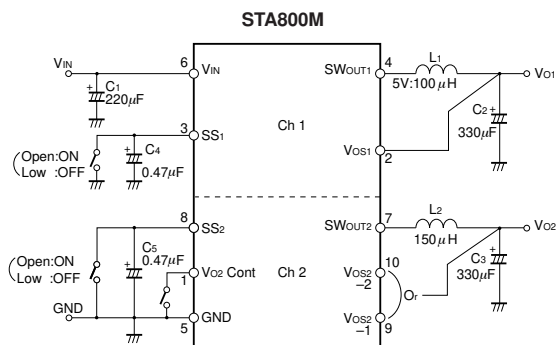 STA800M
VIN
6
VIN
C1
220μF
+
3
SS1
Open:ON
Low :OFF
+
C4
0.47μF
Ch 1
SWOUT1
4
L1
5V:100μH
VO1
+
C2
330μF
VOS1
2
8
SS2
Open:ON
Low :OFF
+
C5
0.47μF
VO2 Cont
1
Ch 2
GND
5
GND
SWOUT2
7
L2
150μH
VO2
+
C3
330μF
10
VOS2
–2
Or
VOS2
–1
9